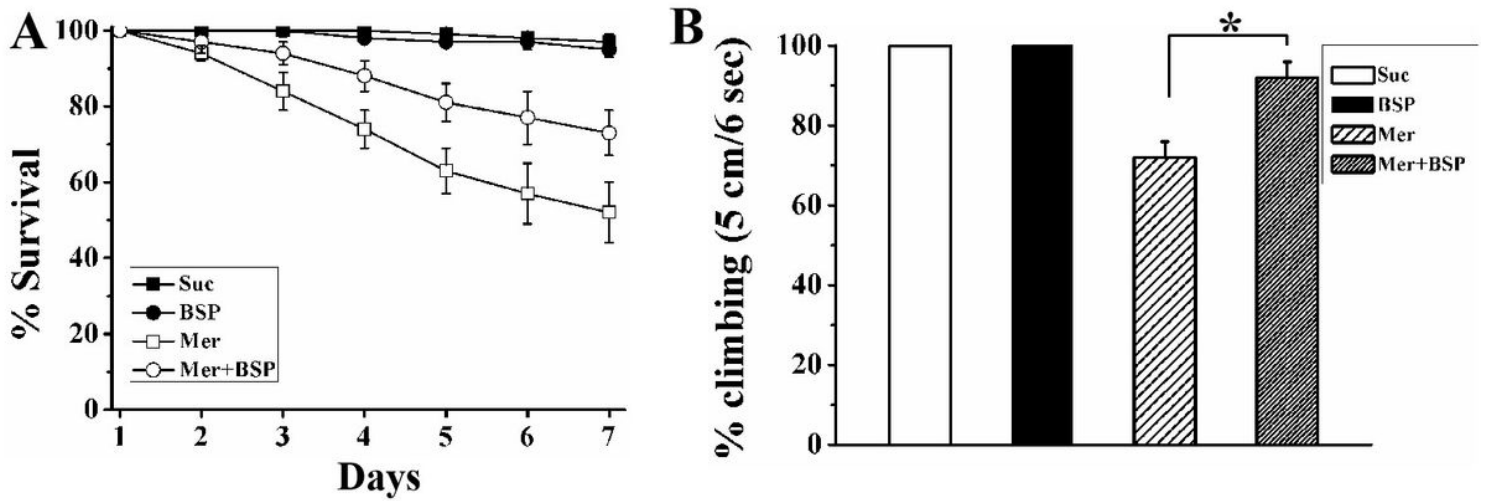 A
% Survival
100
80
60
40
20
0
Suc
BSP
Mer
Mer+BSP
1 2 3 4 5 6 7
Days
B
% climbing (5 cm/6 sec)
100
80
60
40
20
0
*
Suc
BSP
Mer
Mer+BSP